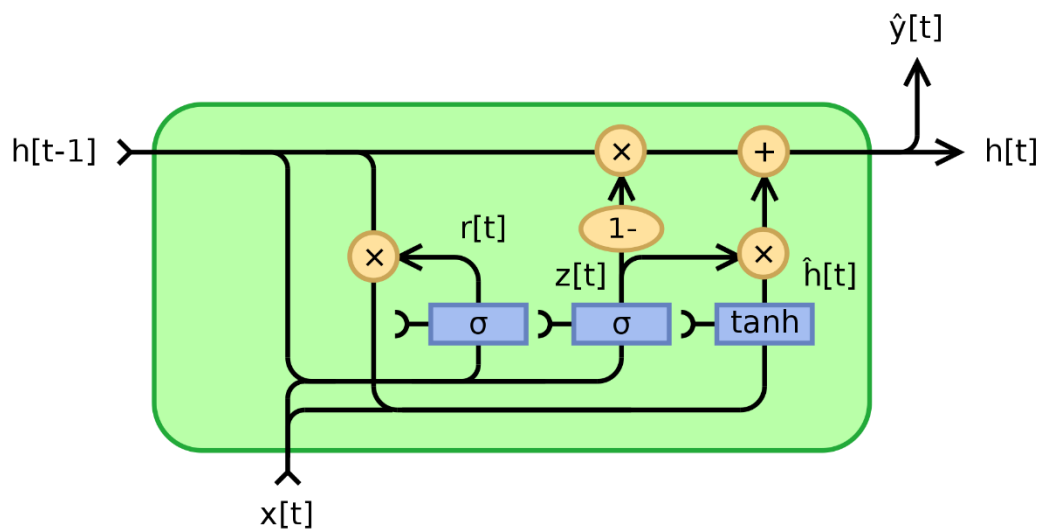 ŷ[t]
h[t-1]
×
+
h[t]
r[t]
1-
×
z[t]
×
ĥ[t]
σ
σ
tanh
x[t]